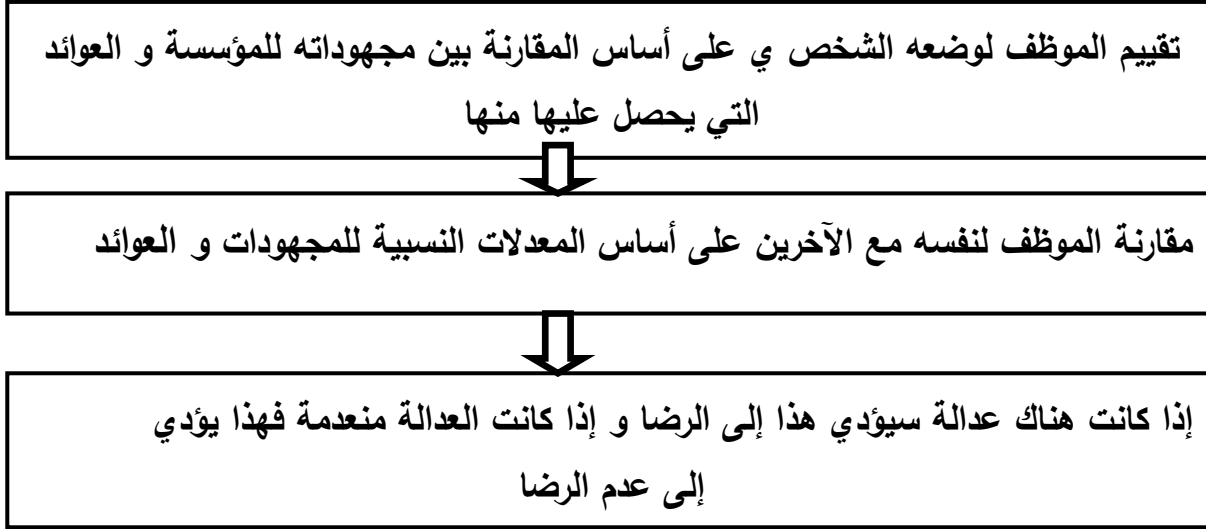 تقييم الموظف لوضعه الشخص ي على أساس المقارنة بين مجهوداته للمؤسسة و العوائد
التي يحصل عليها منها
مقارنة الموظف لنفسه مع الآخرين على أساس المعدلات النسبية للمجهودات و العوائد
إذا كانت هناك عدالة سيؤدي هذا إلى الرضا و إذا كانت العدالة منعدمة فهذا يؤدي
إلى عدم الرضا